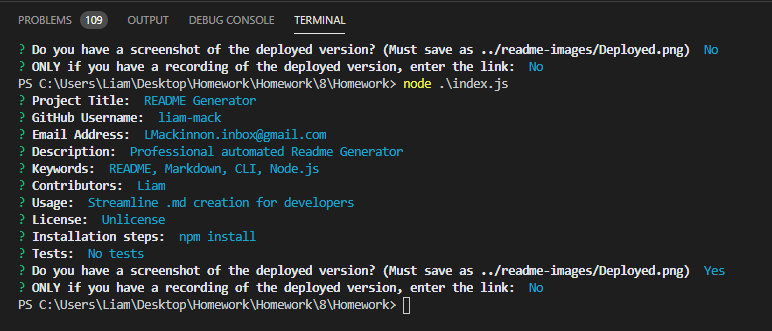 PROBLEMS 109 OUTPUT DEBUG CONSOLE TERMINAL
? Do you have a screenshot of the deployed version? (Must save as ../readme-images/Deployed.png) No
? ONLY if you have a recording of the deployed version, enter the link: No
PS C:\Users\Liam\Desktop\Homework\Homework\8\Homework> node .\index.js
? Project Title: README Generator
? GitHub Username: liam-mack
? Email Address: LMackinnon.inbox@gmail.com
? Description: Professional automated Readme Generator
? Keywords: README, Markdown, CLI, Node.js
? Contributors: Liam
? Usage: Streamline .md creation for developers
? License: Unlicense
? Installation steps: npm install
? Tests: No tests
? Do you have a screenshot of the deployed version? (Must save as ../readme-images/Deployed.png) Yes
? ONLY if you have a recording of the deployed version, enter the link: No
PS C:\Users\Liam\Desktop\Homework\Homework\8\Homework>